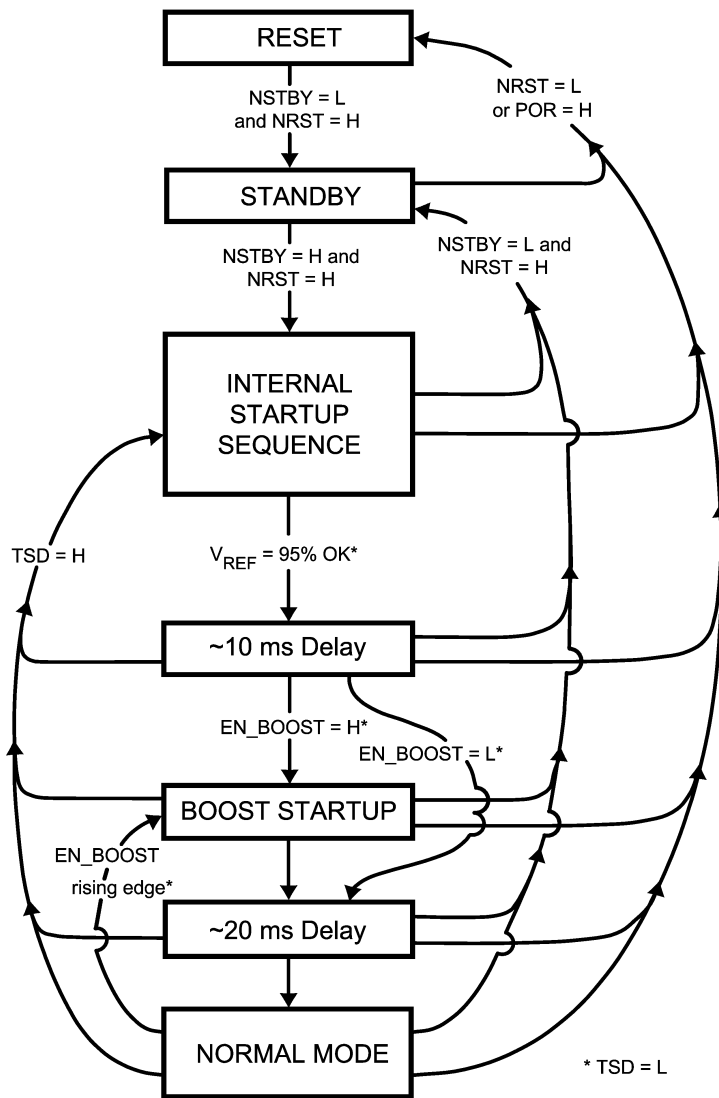 RESET
NSTBY = L
and NRST = H
NRST = L
or POR = H
STANDBY
NSTBY = H and
NRST = H
NSTBY = L and
NRST = H
INTERNAL
STARTUP
SEQUENCE
TSD = H
VREF = 95% OK*
~10 ms Delay
EN_BOOST = H*
EN_BOOST = L*
BOOST STARTUP
EN_BOOST
rising edge*
~20 ms Delay
NORMAL MODE
* TSD = L